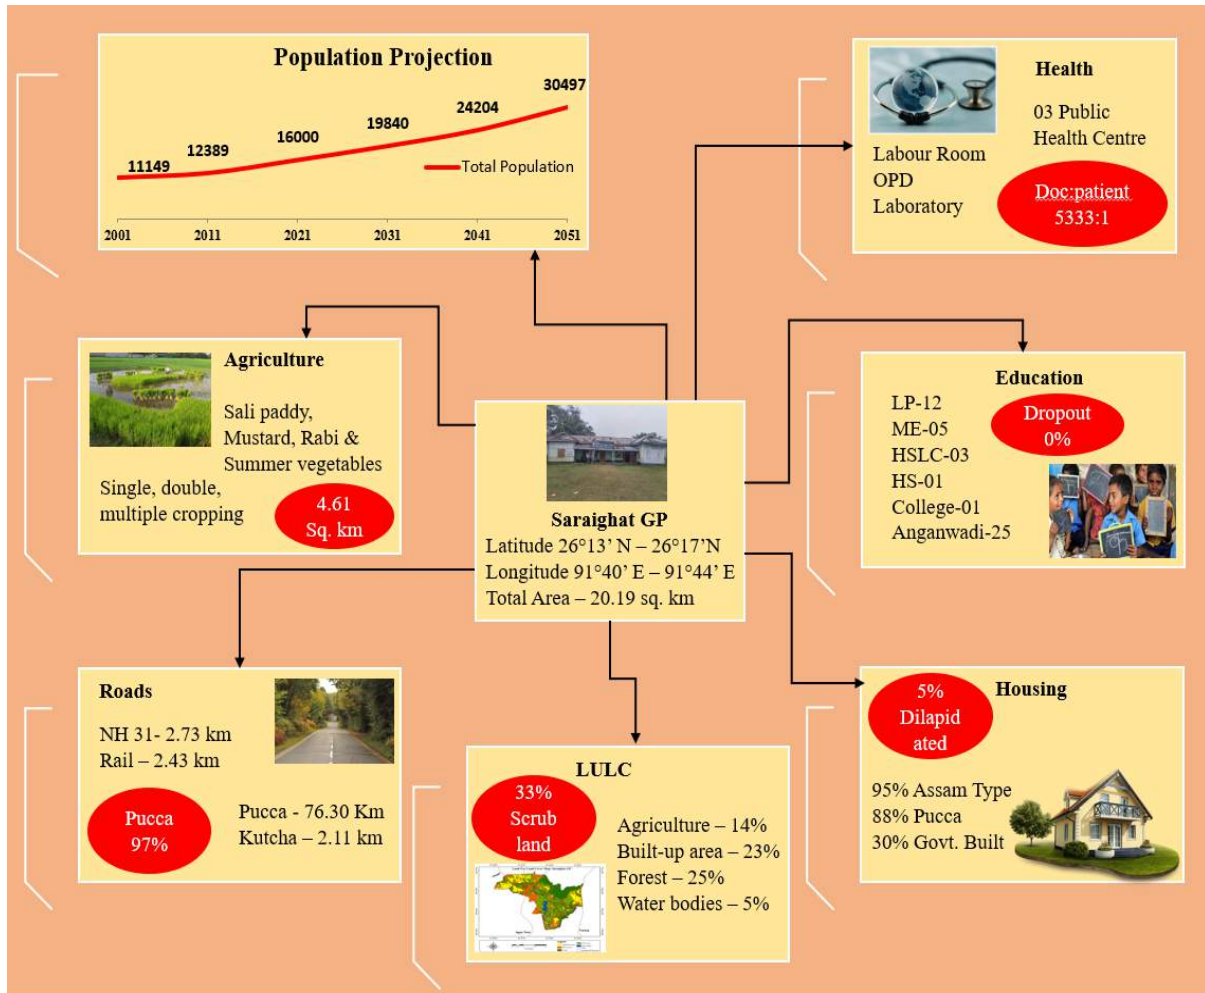 Population Projection
30497
24204
19840
16000
12389
11149
Total Population
2001 2011 2021 2031 2041 2051
Health
03 Public
Health Centre
Labour Room
OPD
Laboratory
Doc:patient
5333:1
Agriculture
Sali paddy,
Mustard, Rabi &
Summer vegetables
Single, double,
multiple cropping
4.61
Sq. km
Saraighat GP
Latitude 26°13’ N – 26°17’N
Longitude 91°40’ E – 91°44’ E
Total Area – 20.19 sq. km
Education
LP-12
ME-05
HSLC-03
HS-01
College-01
Anganwadi-25
Dropout
0%
Roads
NH 31- 2.73 km
Rail – 2.43 km
Pucca
97%
Pucca - 76.30 Km
Kutcha – 2.11 km
LULC
33%
Scrub
land
Agriculture – 14%
Built-up area – 23%
Forest – 25%
Water bodies – 5%
5%
Dilapid
ated
Housing
95% Assam Type
88% Pucca
30% Govt. Built